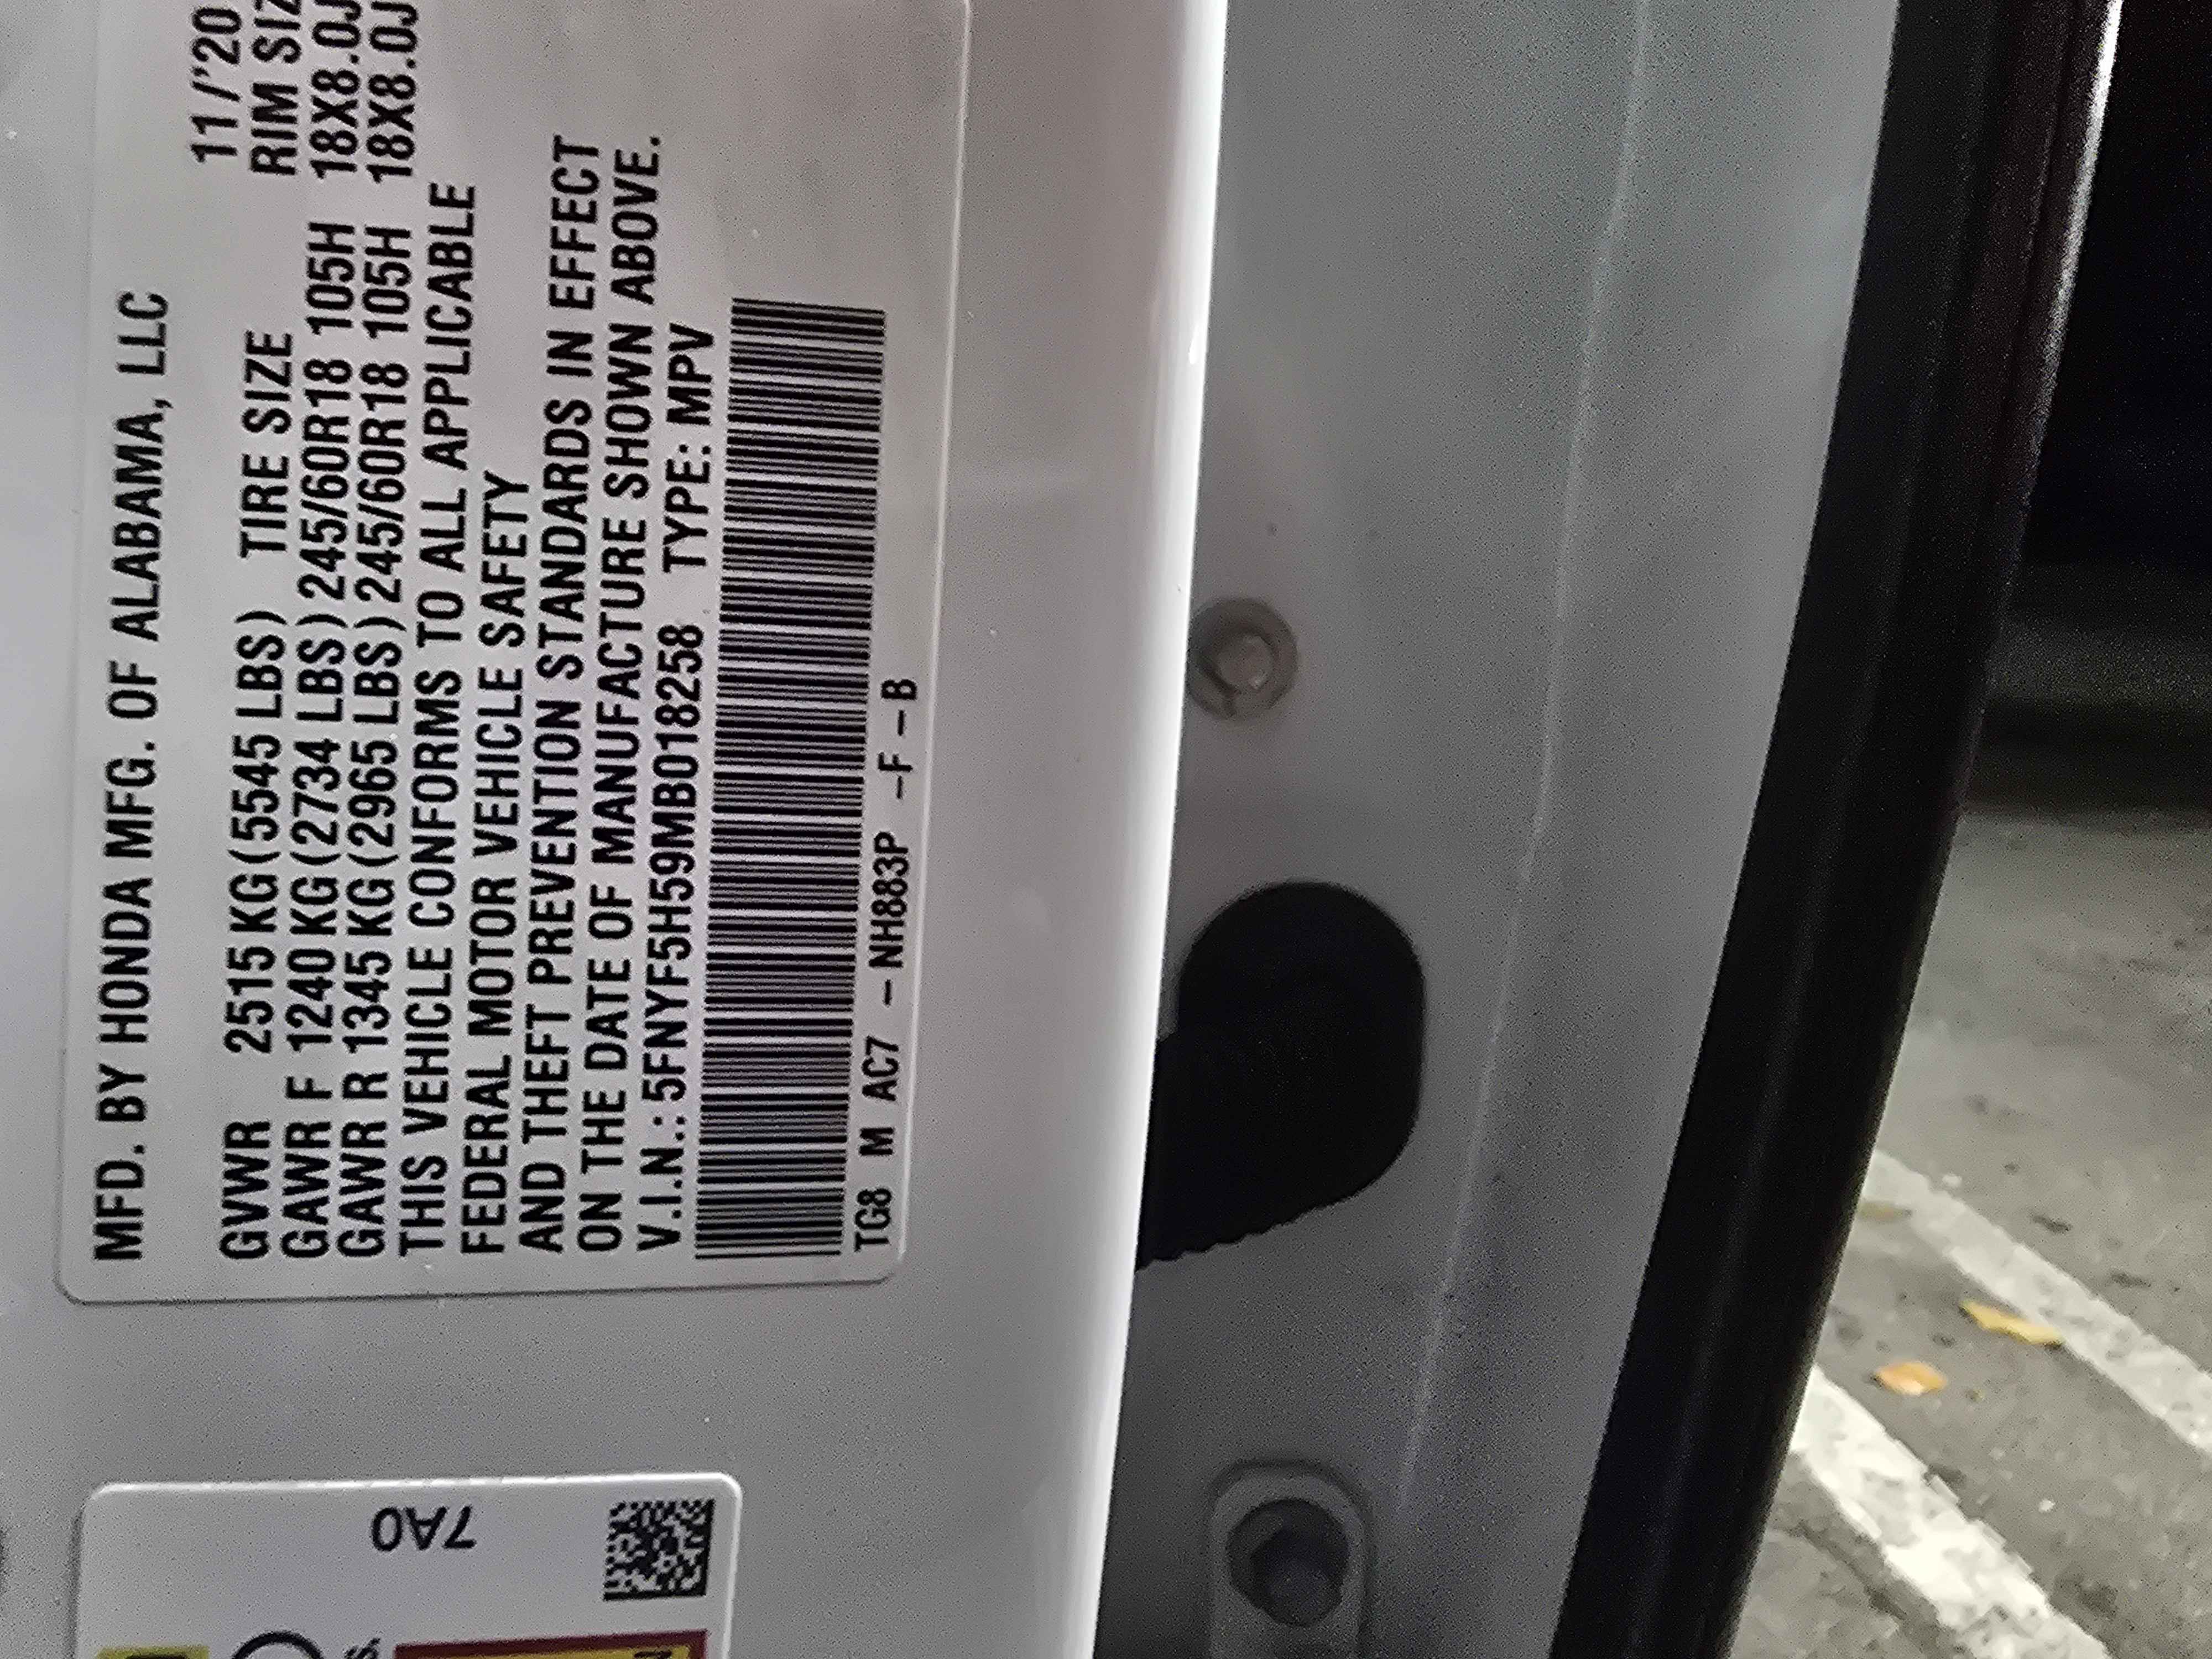 MFD. BY HONDA MFG. OF ALABAMA, LLC
11/'20
GVWR 2515 KG (5545 LBS) TIRE SIZE RIM SIZ
GAWR F 1240 KG (2734 LBS) 245/60R18 105H 18X8.0J
GAWR R 1345 KG (2965 LBS) 245/60R18 105H 18X8.0J
THIS VEHICLE CONFORMS TO ALL APPLICABLE
FEDERAL MOTOR VEHICLE SAFETY
AND THEFT PREVENTION STANDARDS IN EFFECT
ON THE DATE OF MANUFACTURE SHOWN ABOVE.
V.I.N.: 5FNYF5H59MB018258 TYPE: MPV
TG8 M AC7 –NH883P –F –B
7A0